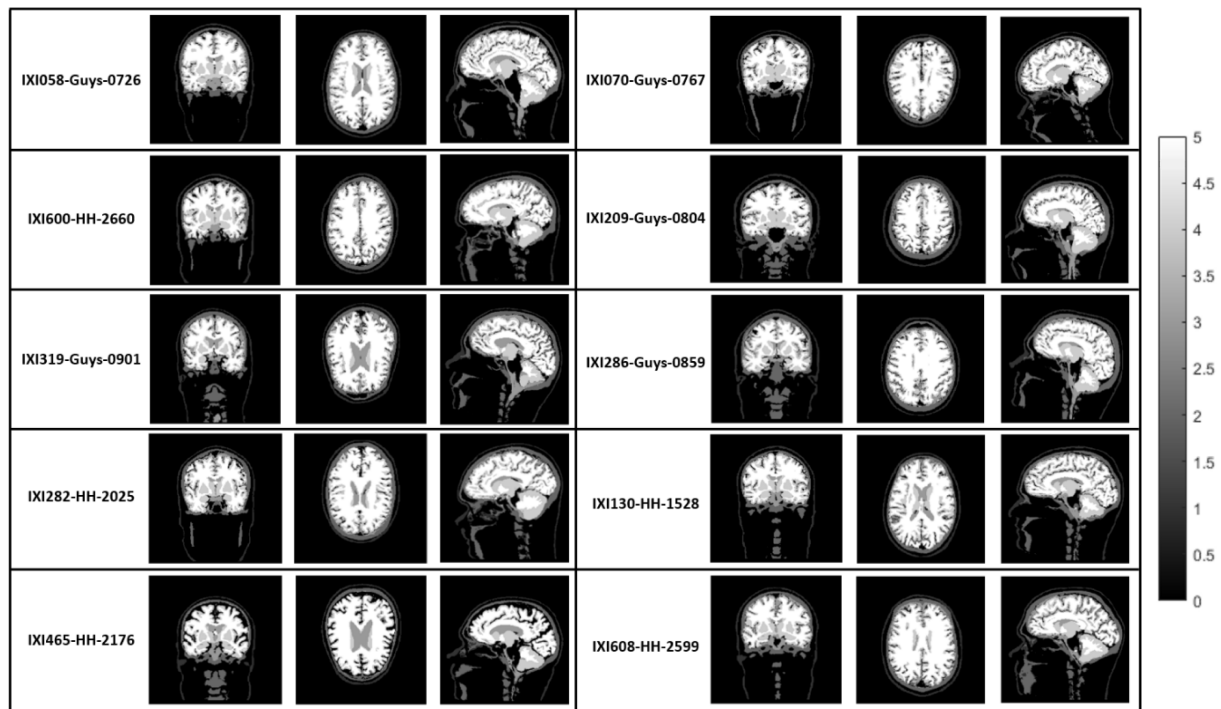 IXI058-Guys-0726
IXI070-Guys-0767
IXI600-HH-2660
IXI209-Guys-0804
IXI319-Guys-0901
IXI286-Guys-0859
IXI282-HH-2025
IXI130-HH-1528
IXI465-HH-2176
IXI608-HH-2599
5
4.5
4
3.5
3
2.5
2
1.5
1
0.5
0